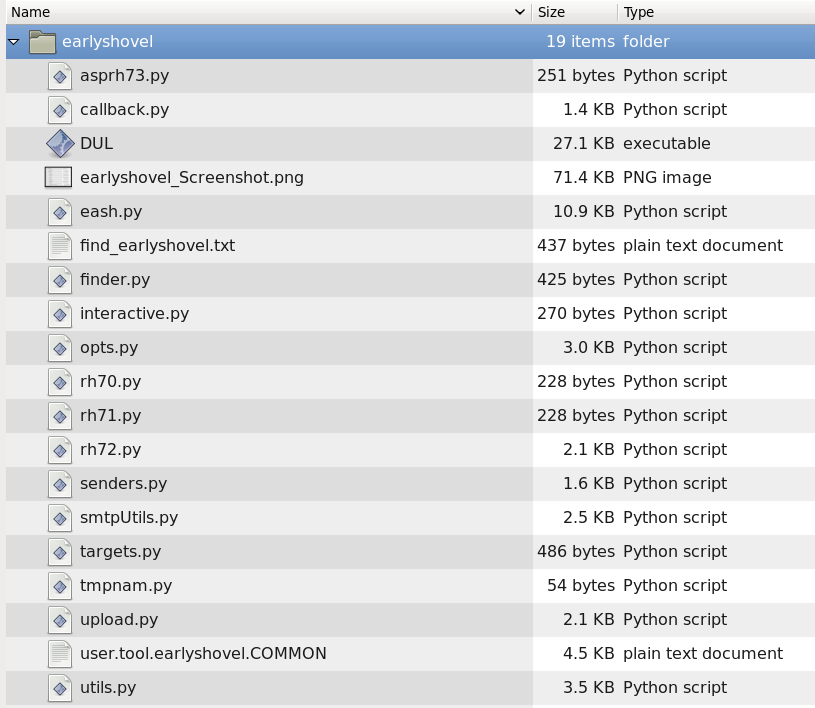 Name Size Type
earlyshovel 19 items folder
asprh73.py 251 bytes Python script
callback.py 1.4 KB Python script
DUL 27.1 KB executable
earlyshovel_Screenshot.png 71.4 KB PNG image
eash.py 10.9 KB Python script
find_earlyshovel.txt 437 bytes plain text document
finder.py 425 bytes Python script
interactive.py 270 bytes Python script
opts.py 3.0 KB Python script
rh70.py 228 bytes Python script
rh71.py 228 bytes Python script
rh72.py 2.1 KB Python script
senders.py 1.6 KB Python script
smtpUtils.py 2.5 KB Python script
targets.py 486 bytes Python script
tmpnam.py 54 bytes Python script
upload.py 2.1 KB Python script
user.tool.earlyshovel.COMMON 4.5 KB plain text document
utils.py 3.5 KB Python script